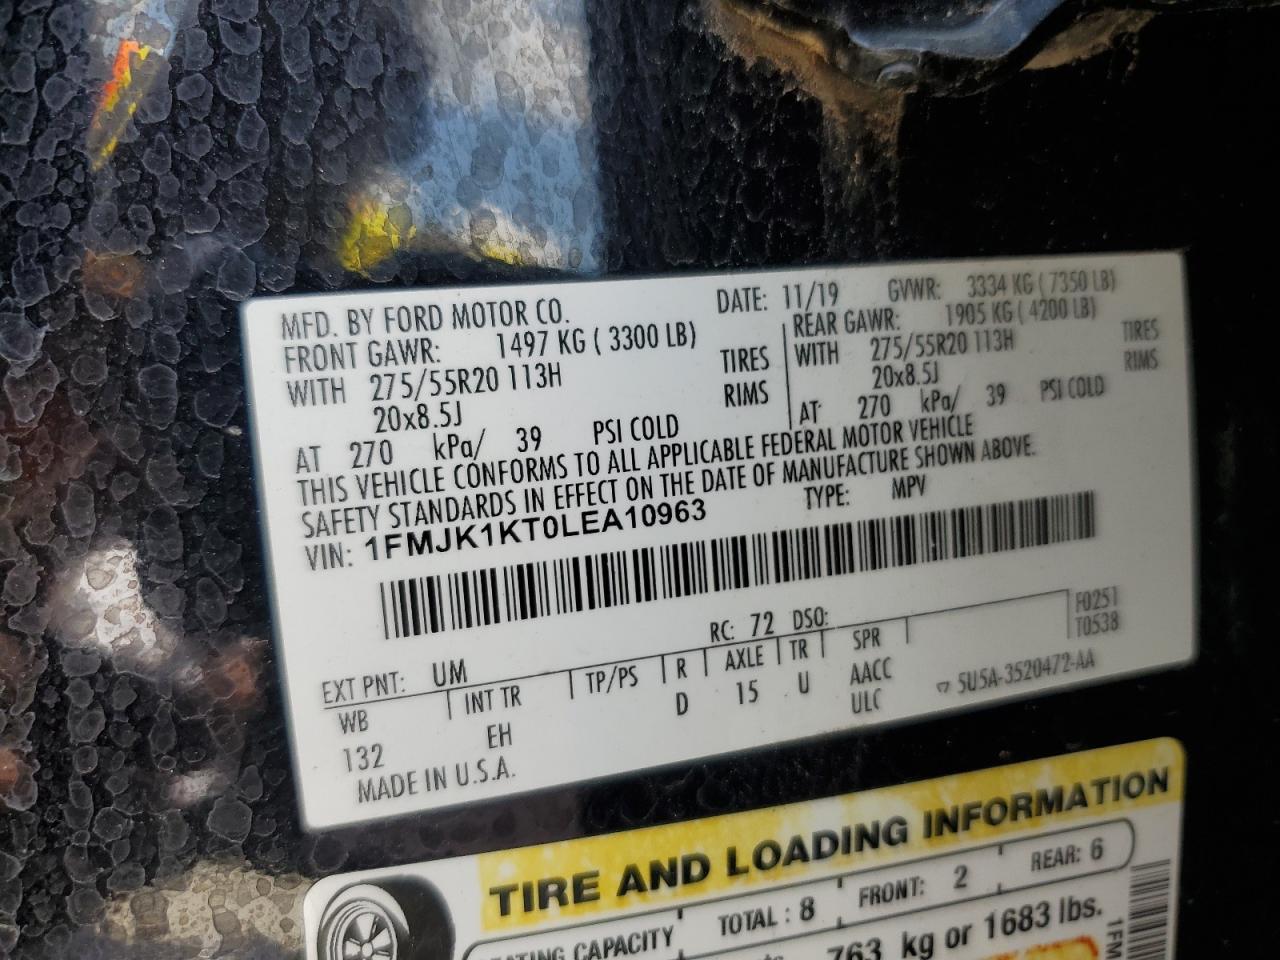 MFD. BY FORD MOTOR CO.
DATE: 11/19 GVWR: 3334 KG ( 7350 LB)
FRONT GAWR: 1497 KG ( 3300 LB)
REAR GAWR: 1905 KG ( 4200 LB)
WITH 275/55R20 113H TIRES
WITH 275/55R20 113H TIRES
20x8.5J RIMS
20x8.5J RIMS
AT 270 kPa/ 39 PSI COLD
AT 270 kPa/ 39 PSI COLD
THIS VEHICLE CONFORMS TO ALL APPLICABLE FEDERAL MOTOR VEHICLE
SAFETY STANDARDS IN EFFECT ON THE DATE OF MANUFACTURE SHOWN ABOVE.
VIN: 1FMJK1KT0LEA10963 TYPE: MPV
EXT PNT: UM RC: 72 DSO: F0251
T0538
WB INT TR TP/PS R AXLE TR SPR
132 EH D 15 U AACC
ULC
5U5A-3520472-AA
MADE IN U.S.A.
TIRE AND LOADING INFORMATION
CAPACITY TOTAL : 8 FRONT: 2 REAR: 6
763 kg or 1683 lbs.
1FM